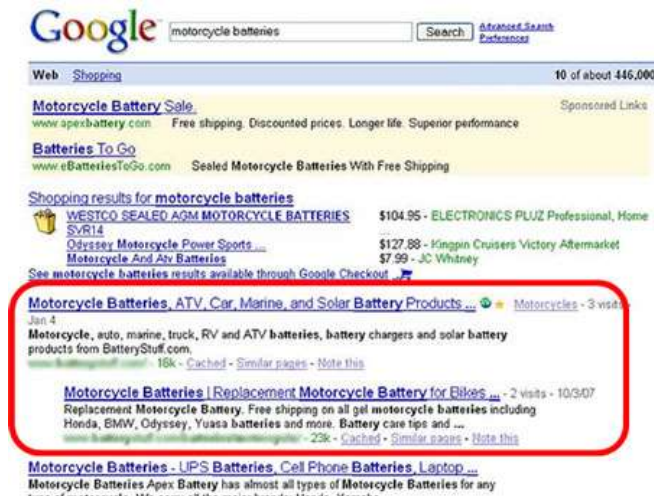 Google motorcycle batteries Search Advanced Search
Preferences
Web Shopping 10 of about 446,000
Motorcycle Battery Sale. Sponsored Links
www.apexbattery.com Free shipping. Discounted prices. Longer life. Superior performance
Batteries To Go
www.eBatteriesToGo.com Sealed Motorcycle Batteries With Free Shipping
Shopping results for motorcycle batteries
WESTCO SEALED AGM MOTORCYCLE BATTERIES $104.95 - ELECTRONICS PLUZ Professional, Home
SVR14 ...
Odyssey Motorcycle Power Sports ... $127.88 - Kingpin Cruisers Victory Aftermarket
Motorcycle And Atv Batteries $7.99 - JC Whitney
See motorcycle batteries results available through Google Checkout
Motorcycle Batteries, ATV, Car, Marine, and Solar Battery Products ... Motorcycles - 3 visits -
Jan 4
Motorcycle, auto, marine, truck, RV and ATV batteries, battery chargers and solar battery
products from BatteryStuff.com.
- 16k - Cached - Similar pages - Note this
Motorcycle Batteries | Replacement Motorcycle Battery for Bikes ... - 2 visits - 10/3/07
Replacement Motorcycle Battery. Free shipping on all gel motorcycle batteries including
Honda, BMW, Odyssey, Yuasa batteries and more. Battery care tips and ...
- 23k - Cached - Similar pages - Note this
Motorcycle Batteries - UPS Batteries, Cell Phone Batteries, Laptop ...
Motorcycle Batteries Apex Battery has almost all types of Motorcycle Batteries for any